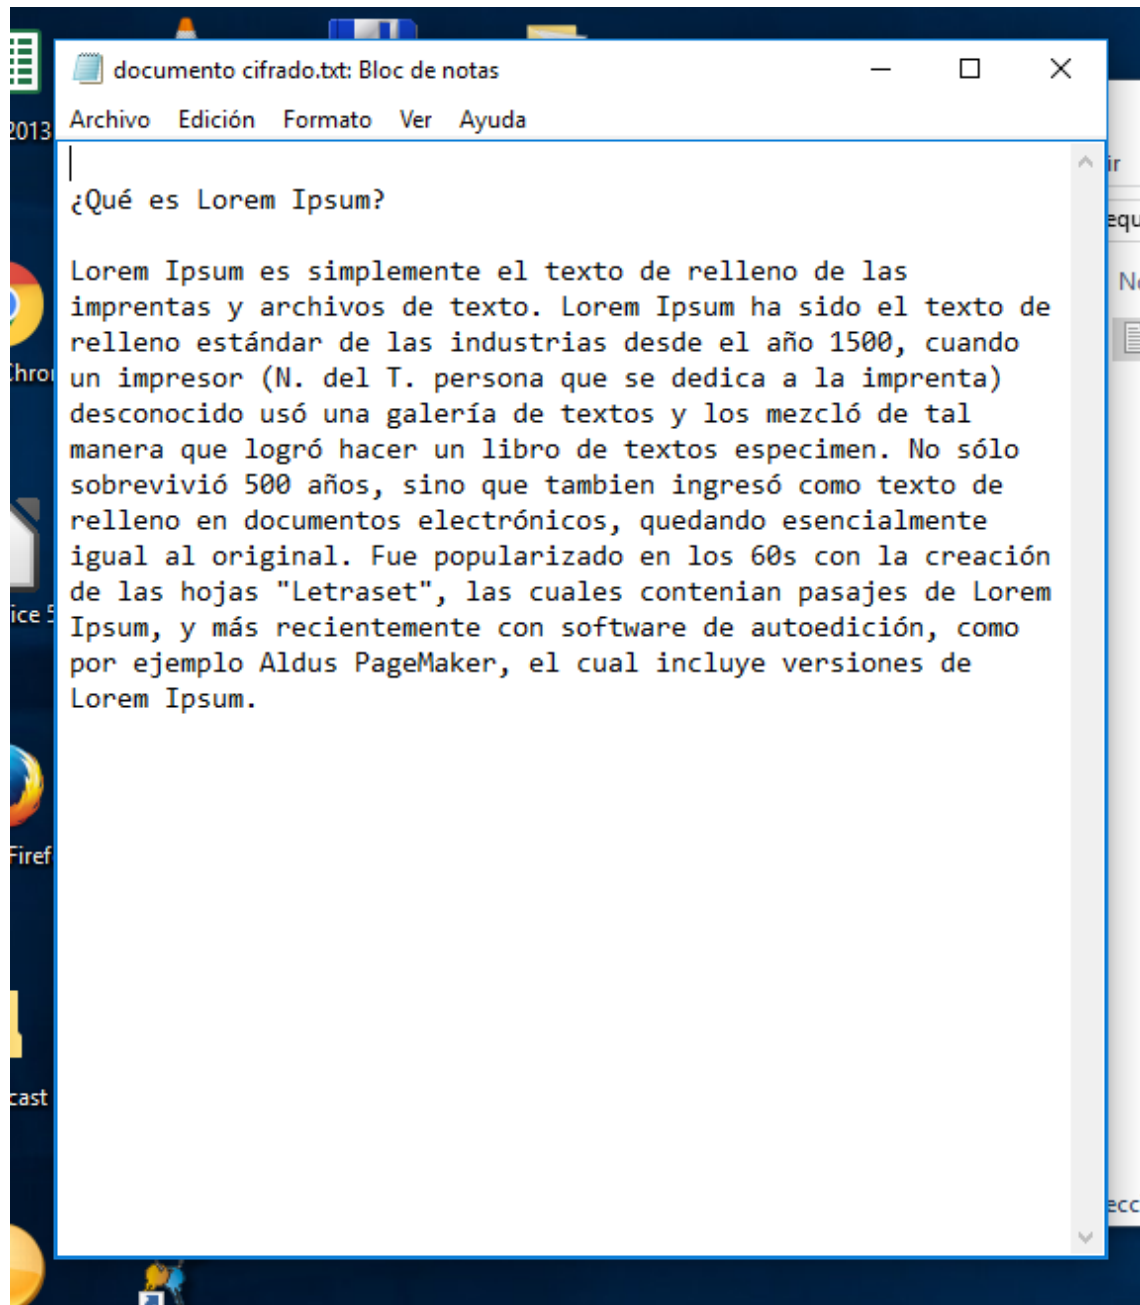 documento cifrado.txt: Bloc de notas
Archivo Edición Formato Ver Ayuda
2013
ir
¿Qué es Lorem Ipsum?
equ
Lorem Ipsum es simplemente el texto de relleno de las
imprentas y archivos de texto. Lorem Ipsum ha sido el texto de
relleno estándar de las industrias desde el año 1500, cuando
un impresor (N. del T. persona que se dedica a la imprenta)
desconocido usó una galería de textos y los mezcló de tal
manera que logró hacer un libro de textos especimen. No sólo
sobrevivió 500 años, sino que tambien ingresó como texto de
relleno en documentos electrónicos, quedando esencialmente
igual al original. Fue popularizado en los 60s con la creación
de las hojas "Letraset", las cuales contenian pasajes de Lorem
Ipsum, y más recientemente con software de autoedición, como
por ejemplo Aldus PageMaker, el cual incluye versiones de
Lorem Ipsum.
Firef
cast
ecc